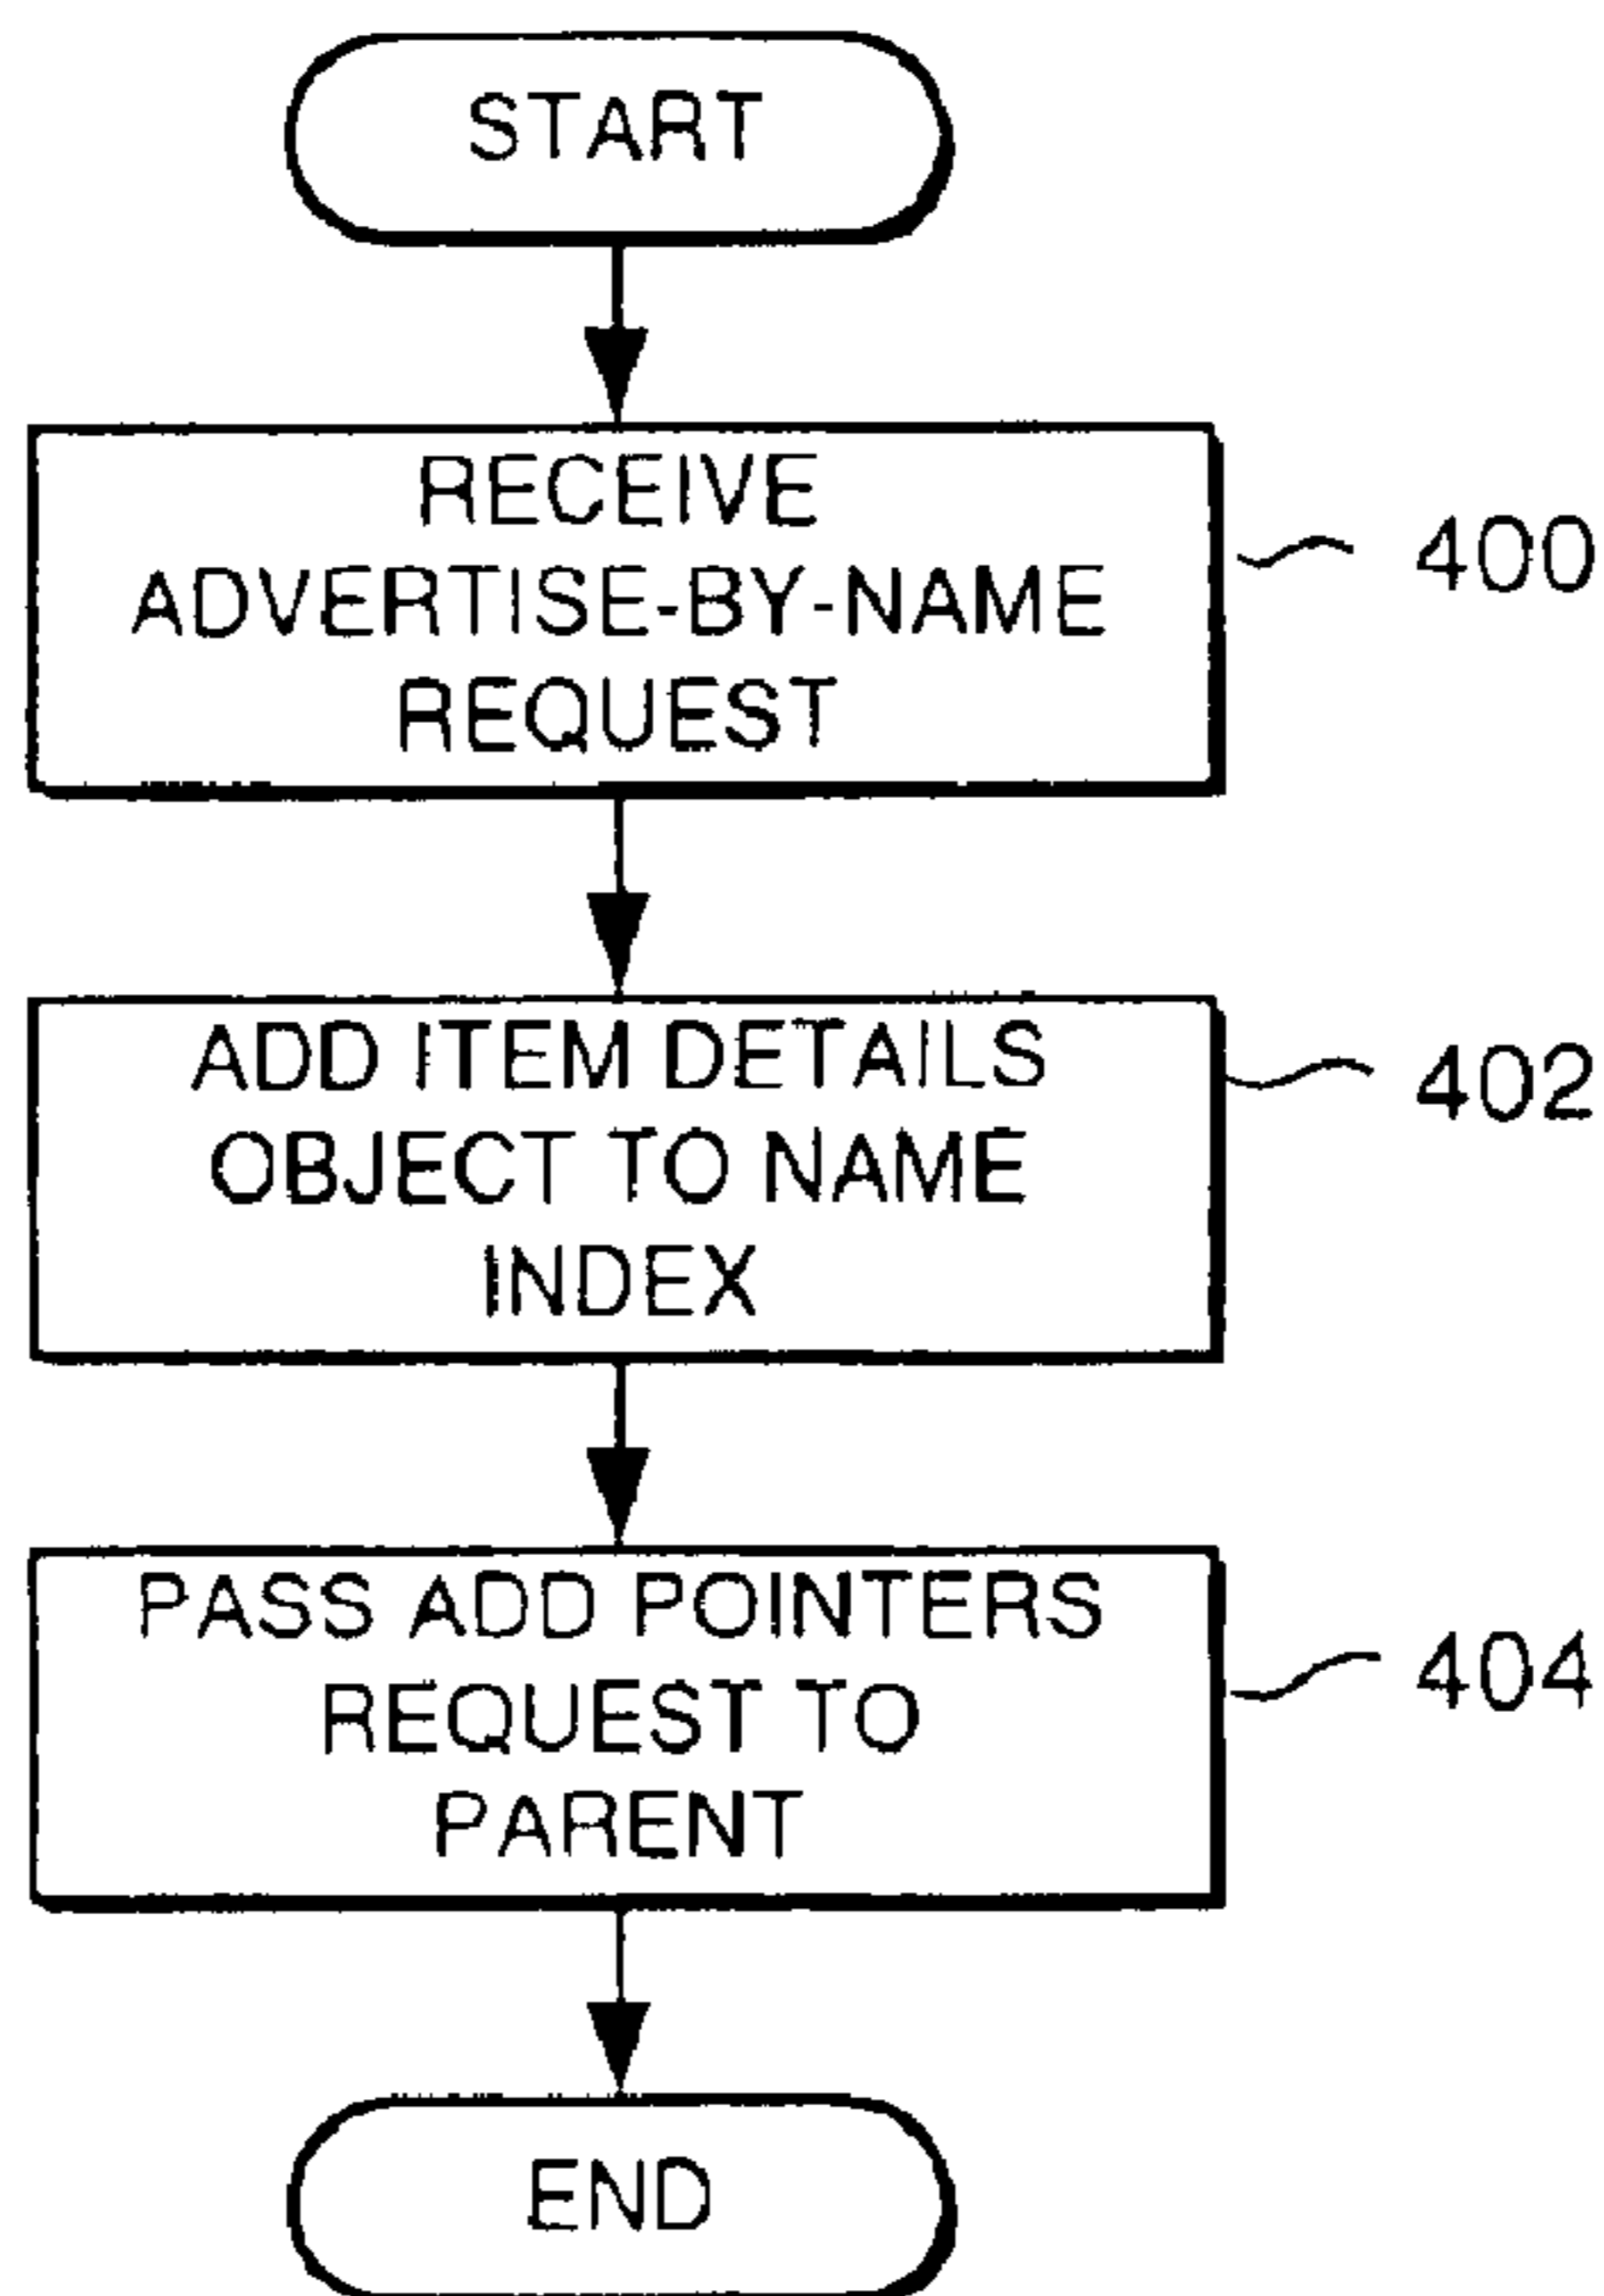 START
RECEIVE
ADVERTISE-BY-NAME
REQUEST
400
ADD ITEM DETAILS
OBJECT TO NAME
INDEX
402
PASS ADD POINTERS
REQUEST TO
PARENT
404
END